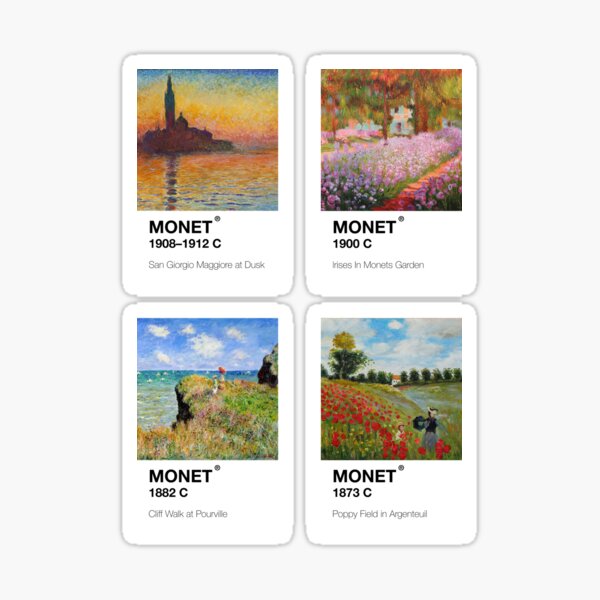 MONET®
1908–1912 C
San Giorgio Maggiore at Dusk
MONET®
1900 C
Irises In Monets Garden
MONET®
1882 C
Cliff Walk at Pourville
MONET®
1873 C
Poppy Field in Argenteuil